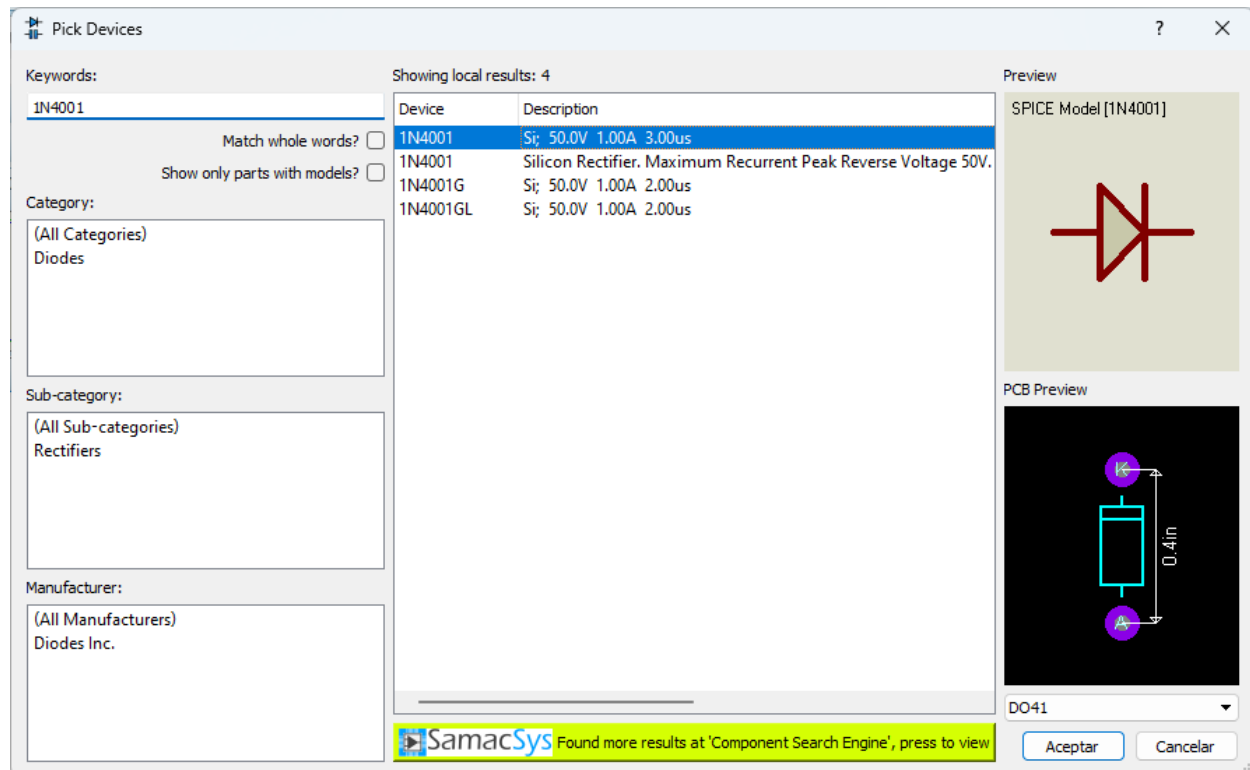 Pick Devices
?
Keywords:
1N4001
Match whole words?
Show only parts with models?
Category:
(All Categories)
Diodes
Sub-category:
(All Sub-categories)
Rectifiers
Manufacturer:
(All Manufacturers)
Diodes Inc.
Showing local results: 4
Device Description
1N4001 Si; 50.0V 1.00A 3.00us
1N4001 Silicon Rectifier. Maximum Recurrent Peak Reverse Voltage 50V.
1N4001G Si; 50.0V 1.00A 2.00us
1N4001GL Si; 50.0V 1.00A 2.00us
SamacSys Found more results at 'Component Search Engine', press to view
Preview
SPICE Model [1N4001]
PCB Preview
K
0.4in
A
DO41
Aceptar Cancelar